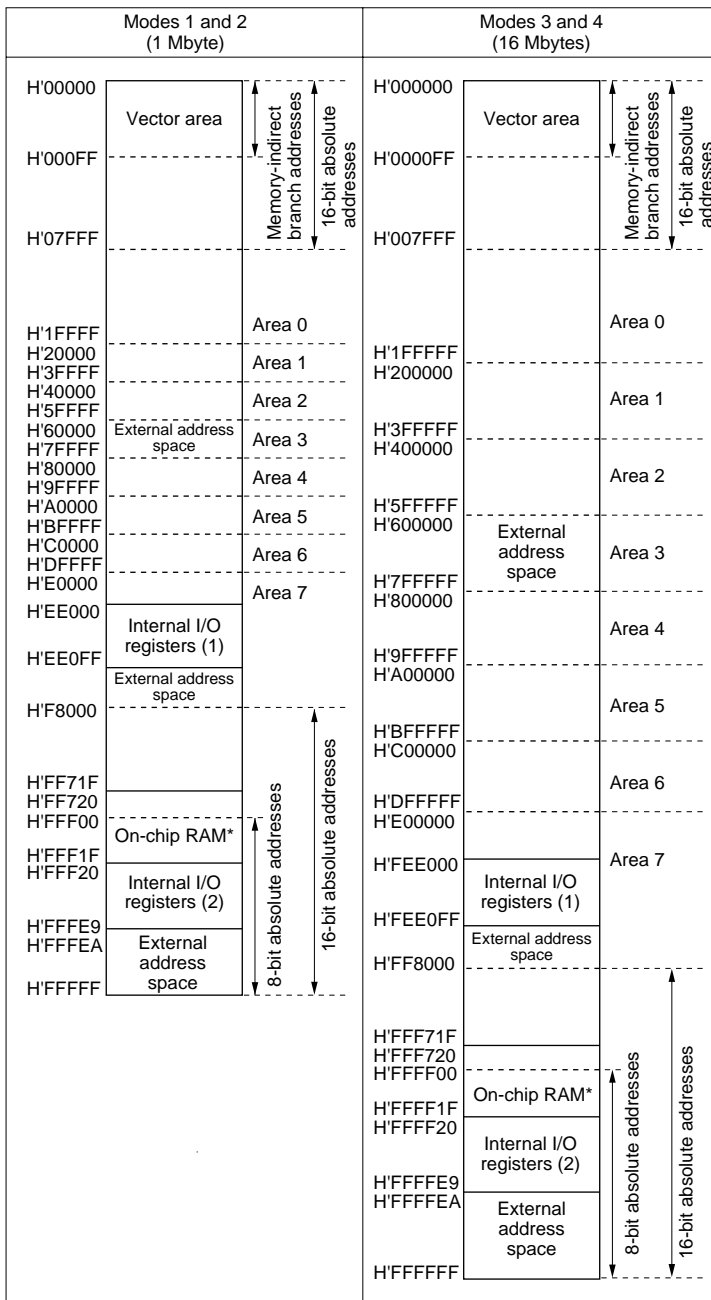 Modes 1 and 2
(1 Mbyte)
H'00000
Vector area
H'000FF
H'07FFF
Memory-indirect
branch addresses
16-bit absolute
addresses
H'1FFFF
H'20000
H'3FFFF
H'40000
H'5FFFF
H'60000
H'7FFFF
H'80000
H'9FFFF
H'A0000
H'BFFFF
H'C0000
H'DFFFF
H'E0000
H'EE000
H'EE0FF
H'F8000
H'FF71F
H'FF720
H'FFF00
H'FFF1F
H'FFF20
H'FFFE9
H'FFFEA
H'FFFFF
External address
space
Internal I/O
registers (1)
External address
space
On-chip RAM*
Internal I/O
registers (2)
External
address
space
Area 0
Area 1
Area 2
Area 3
Area 4
Area 5
Area 6
Area 7
8-bit absolute addresses
16-bit absolute addresses
Modes 3 and 4
(16 Mbytes)
H'000000
Vector area
H'0000FF
H'007FFF
Memory-indirect
branch addresses
16-bit absolute
addresses
H'1FFFFF
H'200000
H'3FFFFF
H'400000
H'5FFFFF
H'600000
H'7FFFFF
H'800000
H'9FFFFF
H'A00000
H'BFFFFF
H'C00000
H'DFFFFF
H'E00000
H'FEE000
H'FEE0FF
H'FF8000
H'FFF71F
H'FFF720
H'FFFF00
H'FFFF1F
H'FFFF20
H'FFFFE9
H'FFFFEA
H'FFFFFF
External
address
space
Internal I/O
registers (1)
External address
space
On-chip RAM*
Internal I/O
registers (2)
External
address
space
Area 0
Area 1
Area 2
Area 3
Area 4
Area 5
Area 6
Area 7
8-bit absolute addresses
16-bit absolute addresses